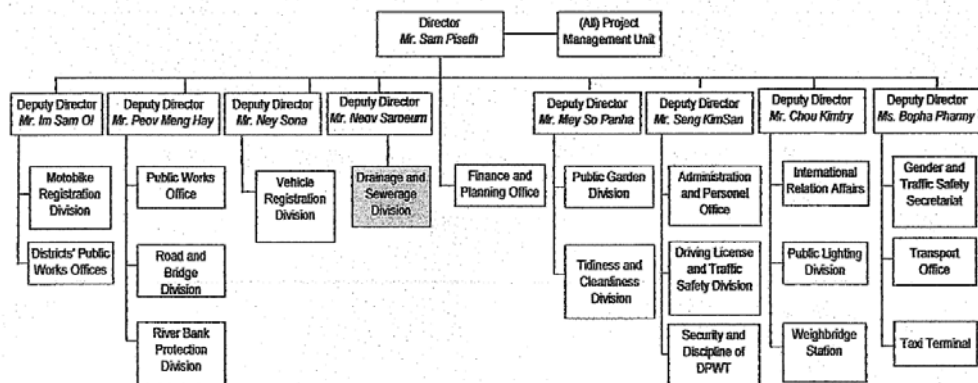 Director
Mr. Sam Piseth
(All) Project
Management Unit
Deputy Director
Mr. Im Sam Ol
Deputy Director
Mr. Peov Meng Hay
Deputy Director
Mr. Ney Sona
Deputy Director
Mr. Neov Saroeum
Deputy Director
Mr. Mey So Panha
Deputy Director
Mr. Seng KimSan
Deputy Director
Mr. Chou Kimtry
Deputy Director
Ms. Bopha Phanny
Motobike
Registration
Division
Districts' Public
Works Offices
Public Works
Office
Road and
Bridge
Division
River Bank
Protection
Division
Vehicle
Registration
Division
Drainage and
Sewerage
Division
Finance and
Planning Office
Public Garden
Division
Tidiness and
Cleanliness
Division
Administration
and Personel
Office
Driving License
and Traffic
Safety Division
Security and
Discipline of
DPWT
International
Relation Affairs
Public Lighting
Division
Weighbridge
Station
Gender and
Traffic Safety
Secretariat
Transport
Office
Taxi Terminal